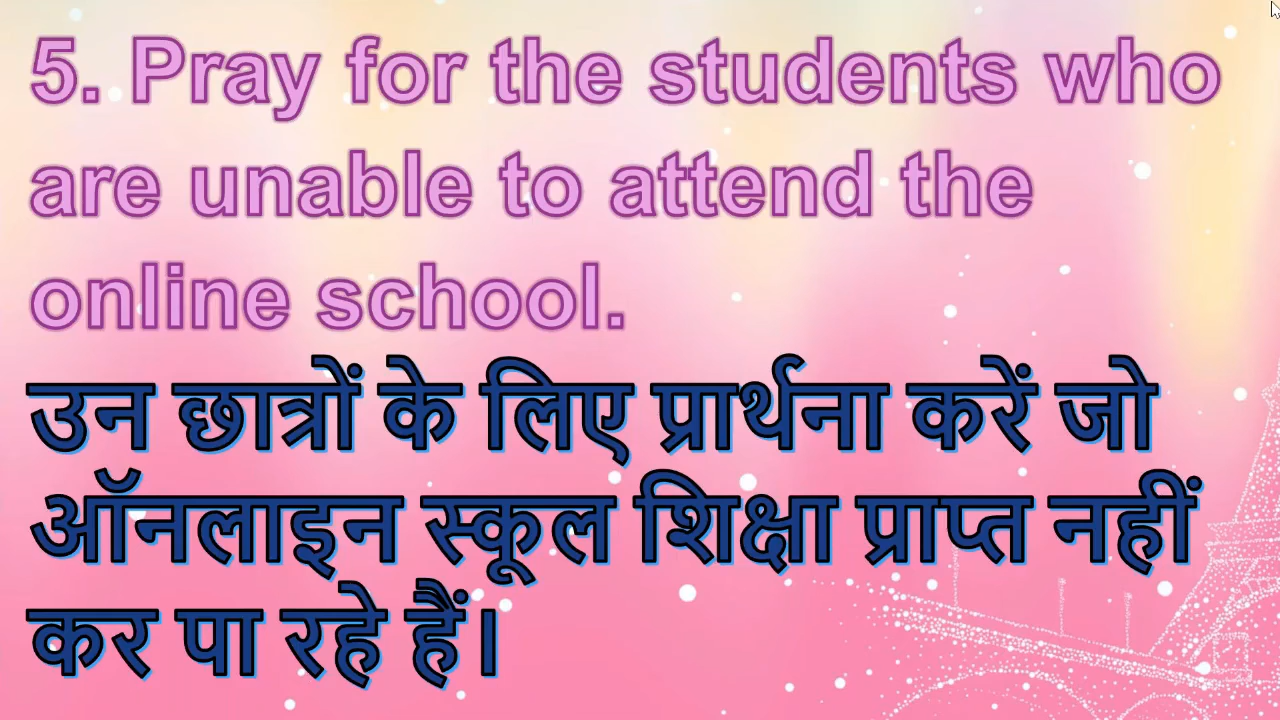 5. Pray for the students who
are unable to attend the
online school.
उन छात्रों के लिए प्रार्थना करें जो
ऑनलाइन स्कूल शिक्षा प्राप्त नहीं
कर पा रहे हैं।